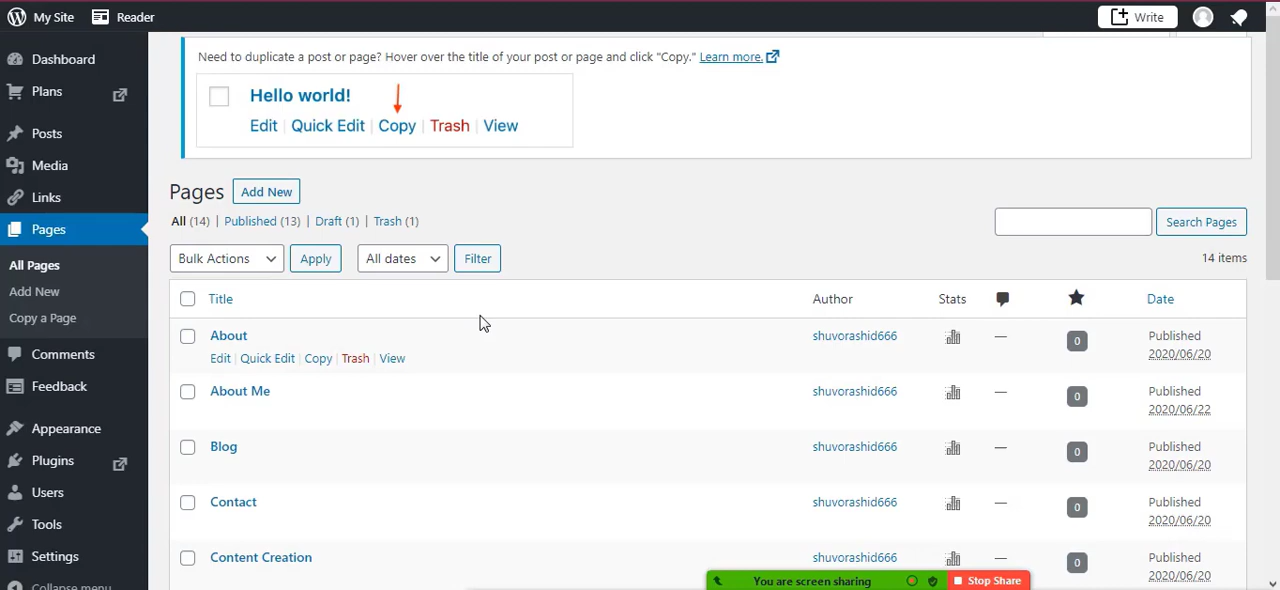 My Site Reader Write
Dashboard
Plans
Posts
Media
Links
Pages
All Pages
Add New
Copy a Page
Comments
Feedback
Appearance
Plugins
Users
Tools
Settings
Collapse menu
Need to duplicate a post or page? Hover over the title of your post or page and click "Copy." Learn more.
Hello world!
Edit | Quick Edit | Copy | Trash | View
Pages Add New
All (14) | Published (13) | Draft (1) | Trash (1)
Search Pages
Bulk Actions Apply All dates Filter 14 items
Title Author Stats Date
About shuvorashid666 — 0 Published
Edit | Quick Edit | Copy | Trash | View 2020/06/20
About Me shuvorashid666 — 0 Published
2020/06/22
Blog shuvorashid666 — 0 Published
2020/06/20
Contact shuvorashid666 — 0 Published
2020/06/20
Content Creation shuvorashid666 — 0 Published
2020/06/20
You are screen sharing Stop Share